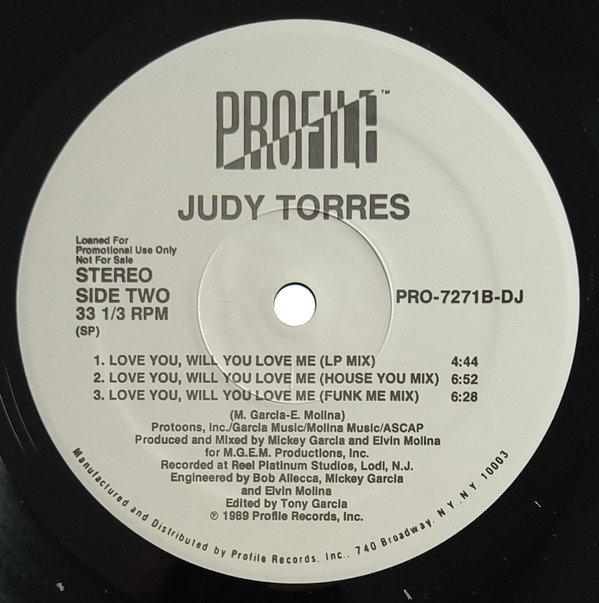 PROFILE™
JUDY TORRES
Loaned For
Promotional Use Only
Not For Sale
STEREO
SIDE TWO
33 1/3 RPM
(SP)
PRO-7271B-DJ
1. LOVE YOU, WILL YOU LOVE ME (LP MIX) 4:44
2. LOVE YOU, WILL YOU LOVE ME (HOUSE YOU MIX) 6:52
3. LOVE YOU, WILL YOU LOVE ME (FUNK ME MIX) 6:28
(M. Garcia-E. Molina)
Protoons, Inc./Garcia Music/Molina Music/ASCAP
Produced and Mixed by Mickey Garcia and Elvin Molina
for M.G.E.M. Productions, Inc.
Recorded at Reel Platinum Studios, Lodi, N.J.
Engineered by Bob Allecca, Mickey Garcia
and Elvin Molina
Edited by Tony Garcia
℗ 1989 Profile Records, Inc.
Manufactured and Distributed by Profile Records, Inc., 740 Broadway, N.Y., N.Y. 10003